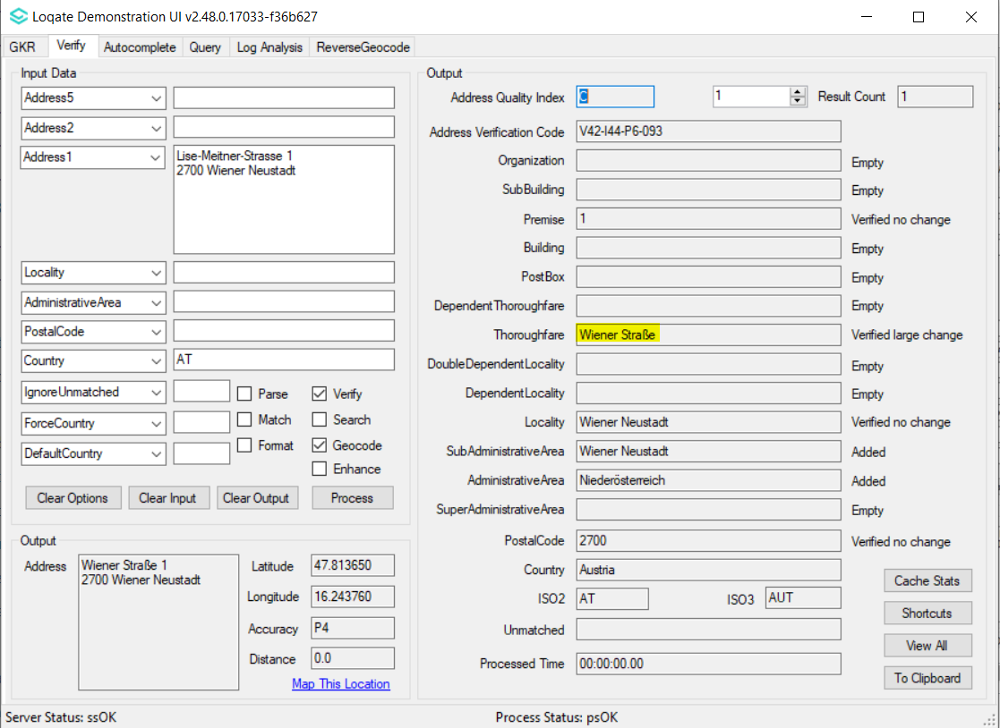 Loqate Demonstration UI v2.48.0.17033-f36b627
GKR Verify Autocomplete Query Log Analysis ReverseGeocode
Input Data
Address5
Address2
Address1
Lise-Meitner-Strasse 1
2700 Wiener Neustadt
Locality
AdministrativeArea
PostalCode
Country AT
IgnoreUnmatched Parse Verify
ForceCountry Match Search
DefaultCountry Format Geocode
Enhance
Clear Options Clear Input Clear Output Process
Output
Address
Wiener Straße 1
2700 Wiener Neustadt
Latitude 47.813650
Longitude 16.243760
Accuracy P4
Distance 0.0
Map This Location
Output
Address Quality Index C 1 Result Count 1
Address Verification Code V42-I44-P6-093
Organization Empty
SubBuilding Empty
Premise 1 Verified no change
Building Empty
PostBox Empty
DependentThoroughfare Empty
Thoroughfare Wiener Straße Verified large change
DoubleDependentLocality Empty
DependentLocality Empty
Locality Wiener Neustadt Verified no change
SubAdministrativeArea Wiener Neustadt Added
AdministrativeArea Niederösterreich Added
SuperAdministrativeArea Empty
PostalCode 2700 Verified no change
Country Austria
ISO2 AT ISO3 AUT
Unmatched
Processed Time 00:00:00.00
Cache Stats
Shortcuts
View All
To Clipboard
Server Status: ssOK Process Status: psOK